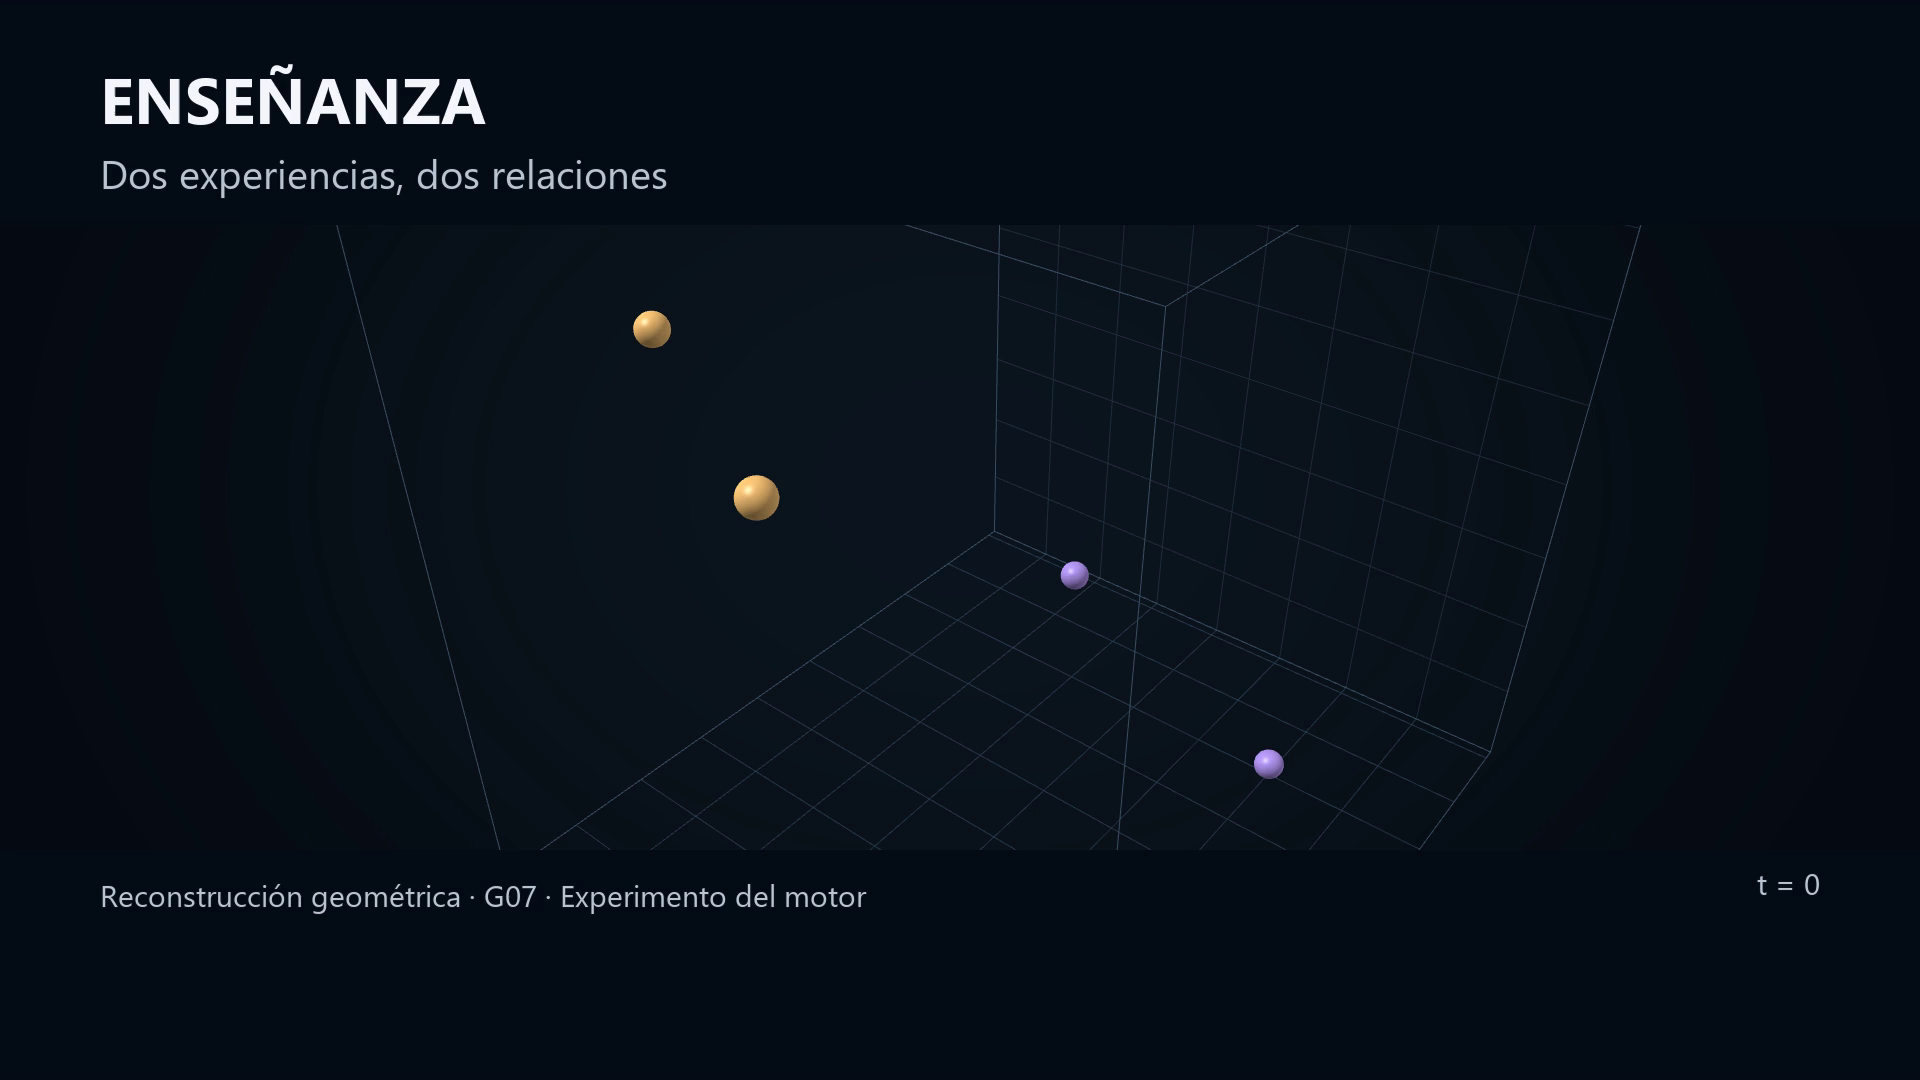 ENSEÑANZA
Dos experiencias, dos relaciones
Reconstrucción geométrica · G07 · Experimento del motor
t = 0